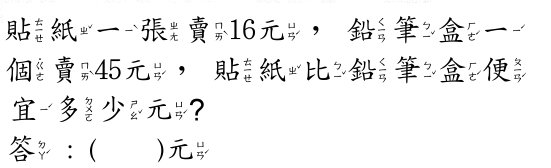 貼紙一張賣16元，鉛筆盒一
個賣45元，貼紙比鉛筆盒便
宜多少元？
答：(　　)元